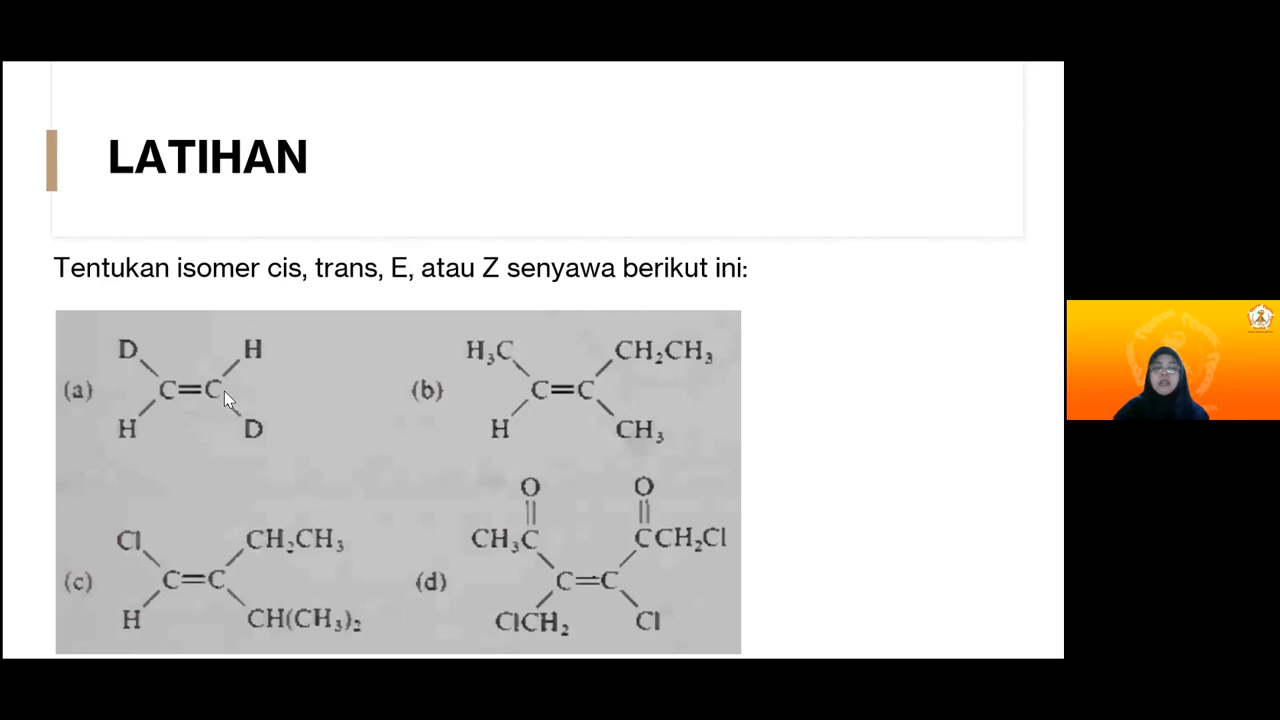 LATIHAN
Tentukan isomer cis, trans, E, atau Z senyawa berikut ini:
D H
(a) C=C
H D
H₃C CH₂CH₃
(b) C=C
H CH₃
Cl CH₂CH₃
(c) C=C
H CH(CH₃)₂
O O
CH₃C CCH₂Cl
(d) C=C
ClCH₂ Cl